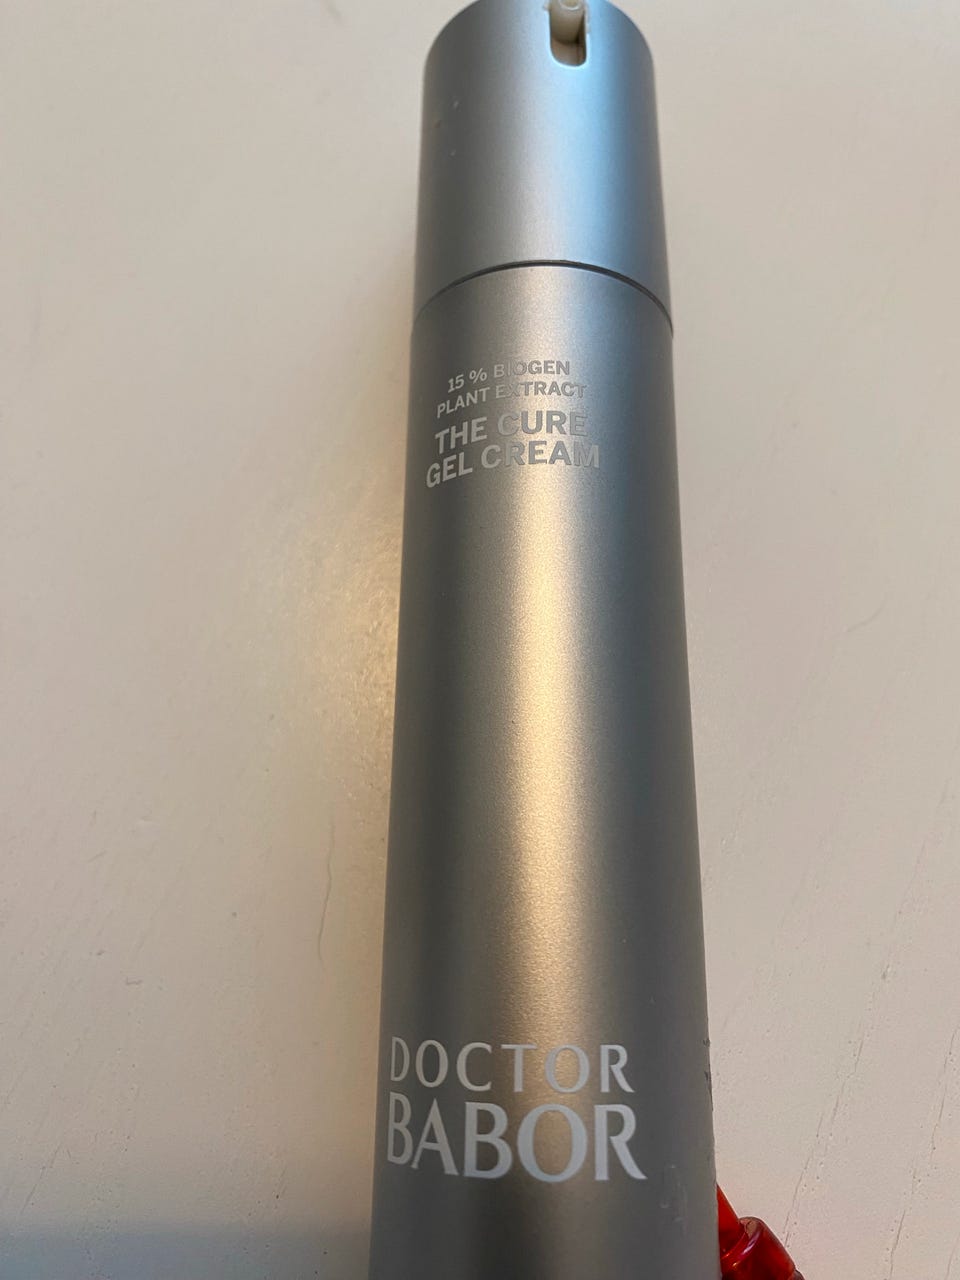 15 % BIOGEN
PLANT EXTRACT
THE CURE
GEL CREAM
DOCTOR
BABOR